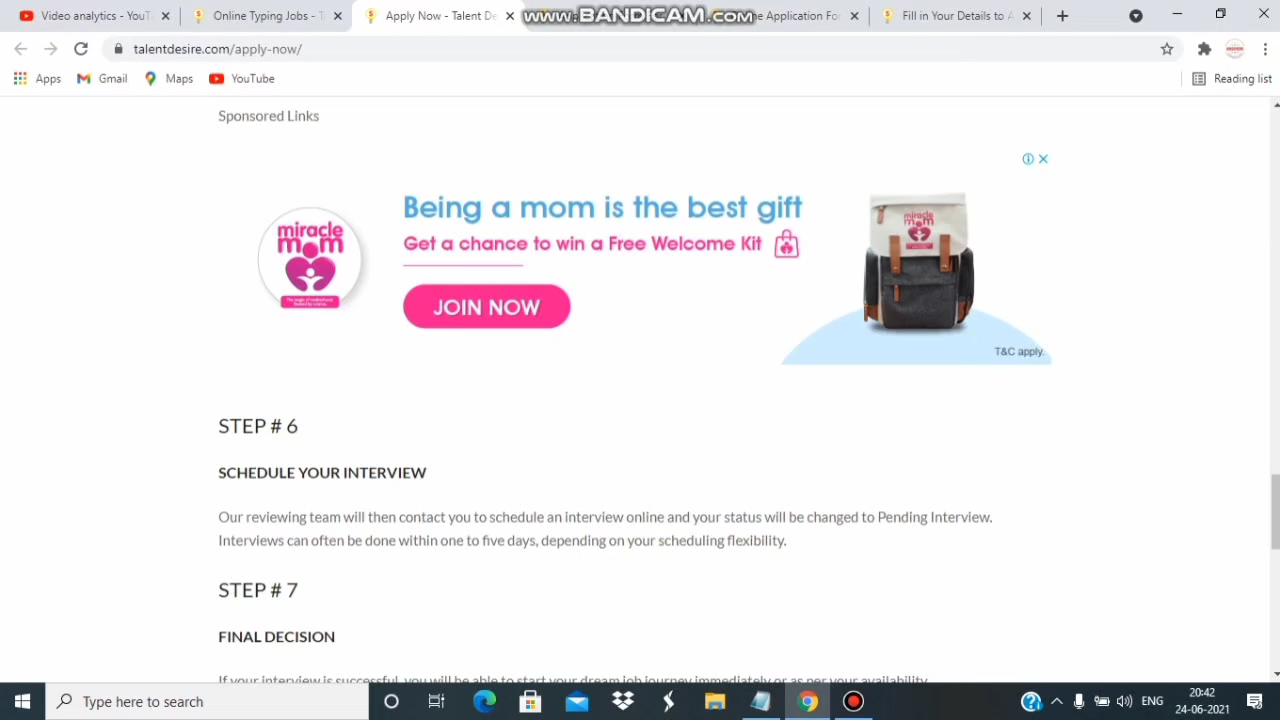 Video analytics - YouT
Online Typing Jobs - T
Apply Now - Talent De
www.BANDICAM.com
e Application Fo
Fill in Your Details to A
talentdesire.com/apply-now/
Apps
Gmail
Maps
YouTube
Reading list
Sponsored Links
miracle
mom
Being a mom is the best gift
Get a chance to win a Free Welcome Kit
JOIN NOW
miracle
mom
T&C apply.
STEP # 6
SCHEDULE YOUR INTERVIEW
Our reviewing team will then contact you to schedule an interview online and your status will be changed to Pending Interview.
Interviews can often be done within one to five days, depending on your scheduling flexibility.
STEP # 7
FINAL DECISION
If your interview is successful, you will be able to start your dream job journey immediately or as per your availability.
Type here to search
ENG
20:42
24-06-2021